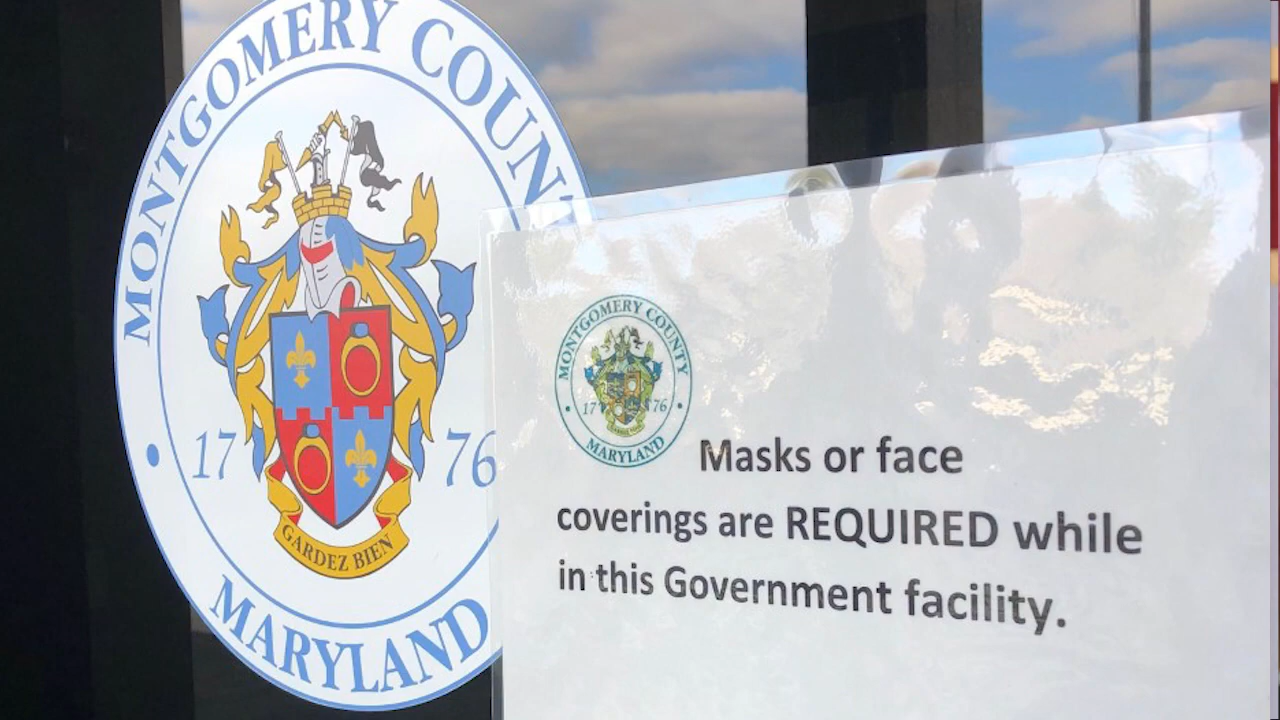 MONTGOMERY COUNT
17 76
GARDEZ BIEN
MARYLAND
MONTGOMERY COUNTY
17 76
MARYLAND
Masks or face
coverings are REQUIRED while
in this Government facility.